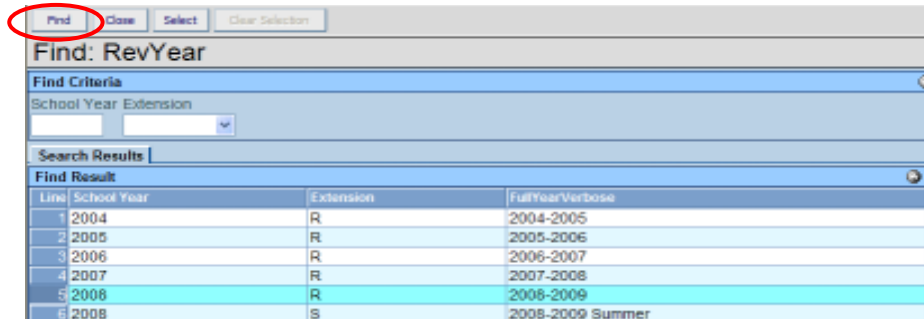 Find Close Select Clear Selection
Find: RevYear
Find Criteria
School Year Extension
Search Results
Find Result
Line School Year Extension FullYearVerbose
1 2004 R 2004-2005
2 2005 R 2005-2006
3 2006 R 2006-2007
4 2007 R 2007-2008
5 2008 R 2008-2009
6 2008 S 2008-2009 Summer